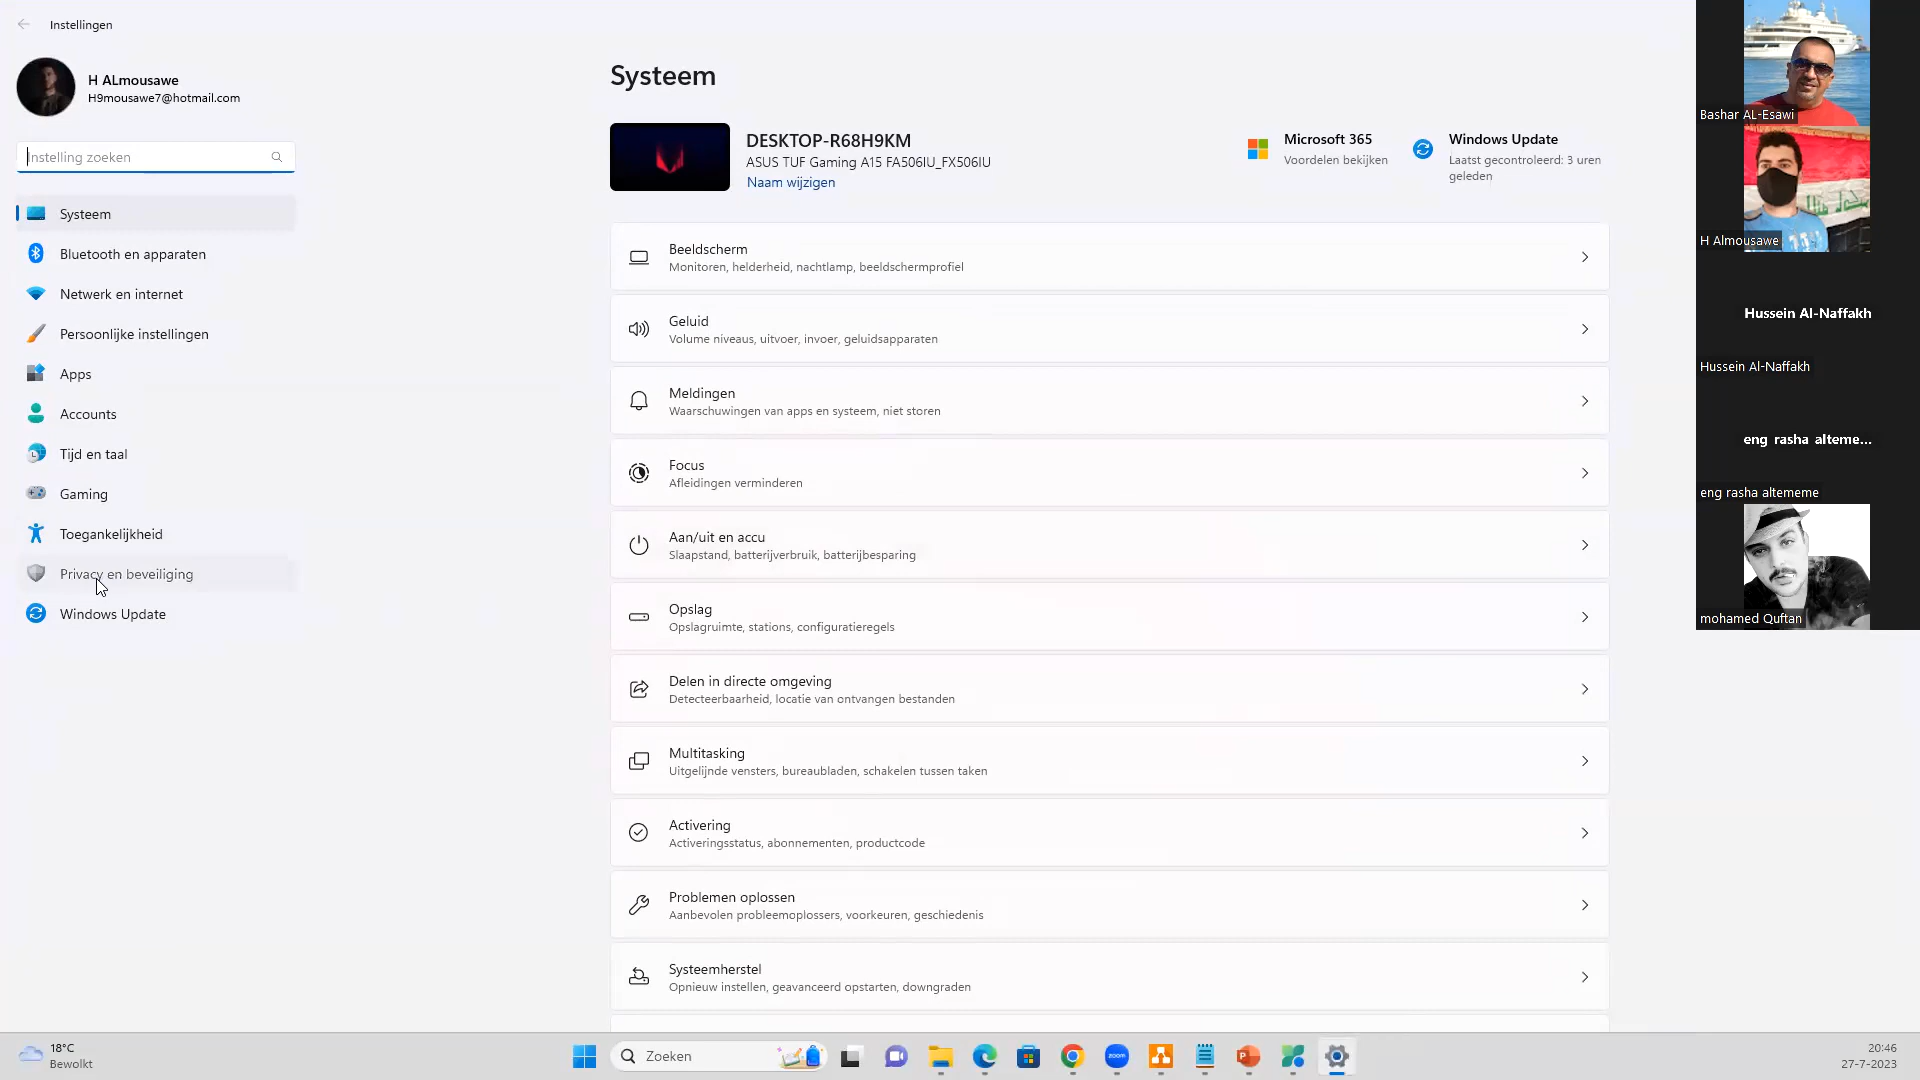 Instellingen
H ALmousawe
H9mousawe7@hotmail.com
Instelling zoeken
Systeem
Bluetooth en apparaten
Netwerk en internet
Persoonlijke instellingen
Apps
Accounts
Tijd en taal
Gaming
Toegankelijkheid
Privacy en beveiliging
Windows Update
Systeem
DESKTOP-R68H9KM
ASUS TUF Gaming A15 FA506IU_FX506IU
Naam wijzigen
Microsoft 365
Voordelen bekijken
Windows Update
Laatst gecontroleerd: 3 uren
geleden
Beeldscherm
Monitoren, helderheid, nachtlamp, beeldschermprofiel
Geluid
Volume niveaus, uitvoer, invoer, geluidsapparaten
Meldingen
Waarschuwingen van apps en systeem, niet storen
Focus
Afleidingen verminderen
Aan/uit en accu
Slaapstand, batterijverbruik, batterijbesparing
Opslag
Opslagruimte, stations, configuratieregels
Delen in directe omgeving
Detecteerbaarheid, locatie van ontvangen bestanden
Multitasking
Uitgelijnde vensters, bureaubladen, schakelen tussen taken
Activering
Activeringsstatus, abonnementen, productcode
Problemen oplossen
Aanbevolen probleemoplossers, voorkeuren, geschiedenis
Systeemherstel
Opnieuw instellen, geavanceerd opstarten, downgraden
Bashar AL-Esawi
H Almousawe
Hussein Al-Naffakh
Hussein Al-Naffakh
eng rasha alteme...
eng rasha altememe
mohamed Quftan
18°C
Bewolkt
Zoeken
zoom
20:46
27-7-2023